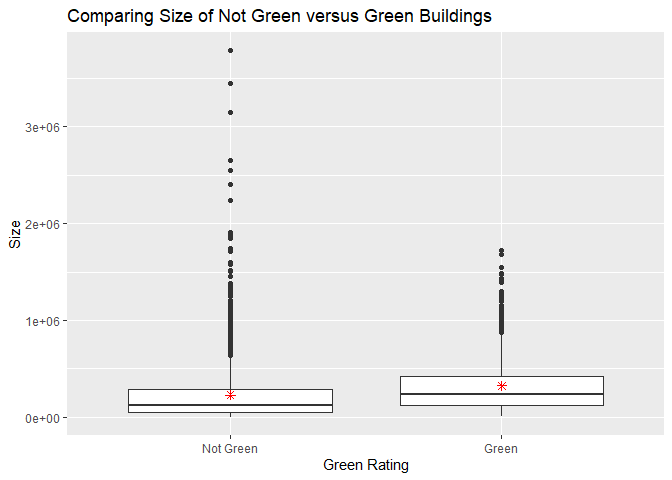 Comparing Size of Not Green versus Green Buildings
3e+06
2e+06
1e+06
0e+00
Size
Not Green
Green
Green Rating